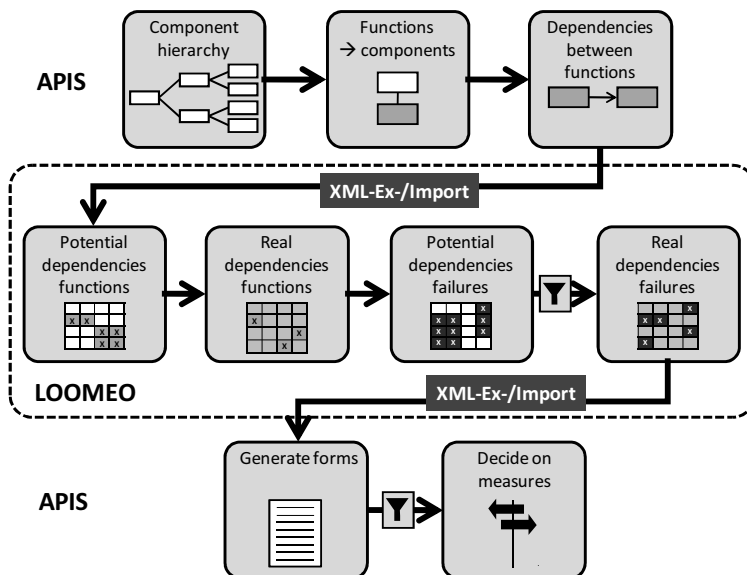 Component
hierarchy
Functions
→ components
Dependencies
between
functions
APIS
XML-Ex-/Import
Potential
dependencies
functions
x x
x x
x x
Real
dependencies
functions
x
x
x
Potential
dependencies
failures
x
x x x
x x x
x x
Real
dependencies
failures
x
x x
x
x
LOOMEO
XML-Ex-/Import
Generate forms
Decide on
measures
APIS